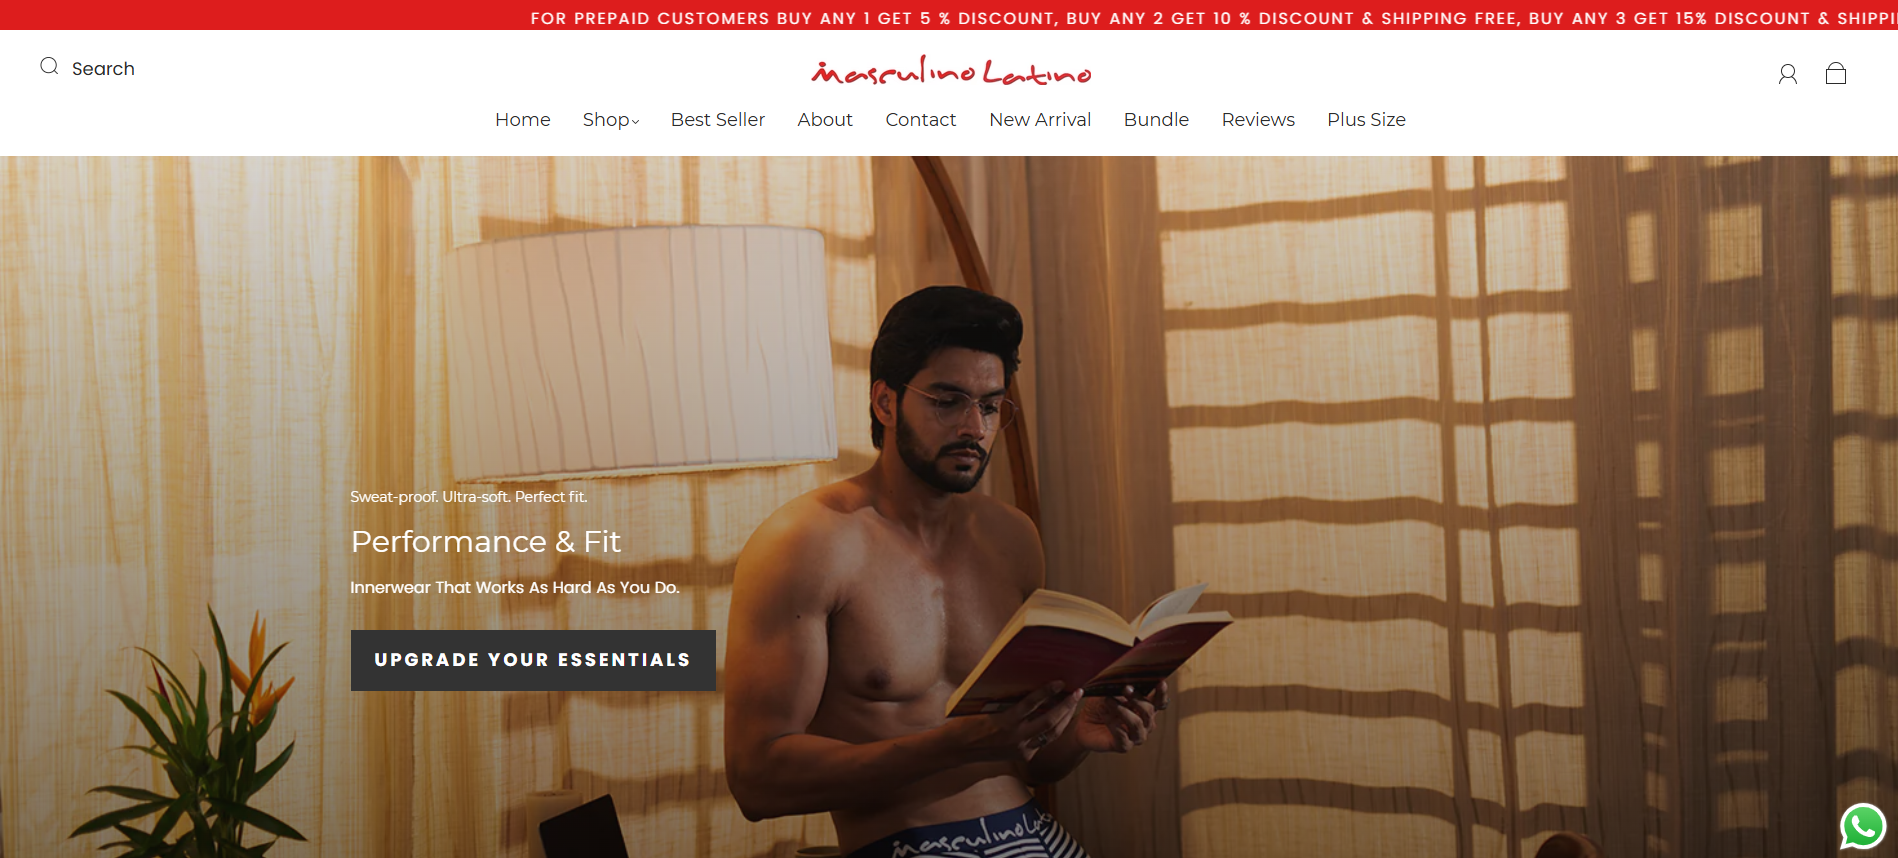 FOR PREPAID CUSTOMERS BUY ANY 1 GET 5 % DISCOUNT, BUY ANY 2 GET 10 % DISCOUNT & SHIPPING FREE, BUY ANY 3 GET 15% DISCOUNT &
Search
Masculino Latino
Home Shop Best Seller About Contact New Arrival Bundle Reviews Plus Size
Sweat-proof. Ultra-soft. Perfect fit.
Performance & Fit
Innerwear That Works As Hard As You Do.
UPGRADE YOUR ESSENTIALS
masculino